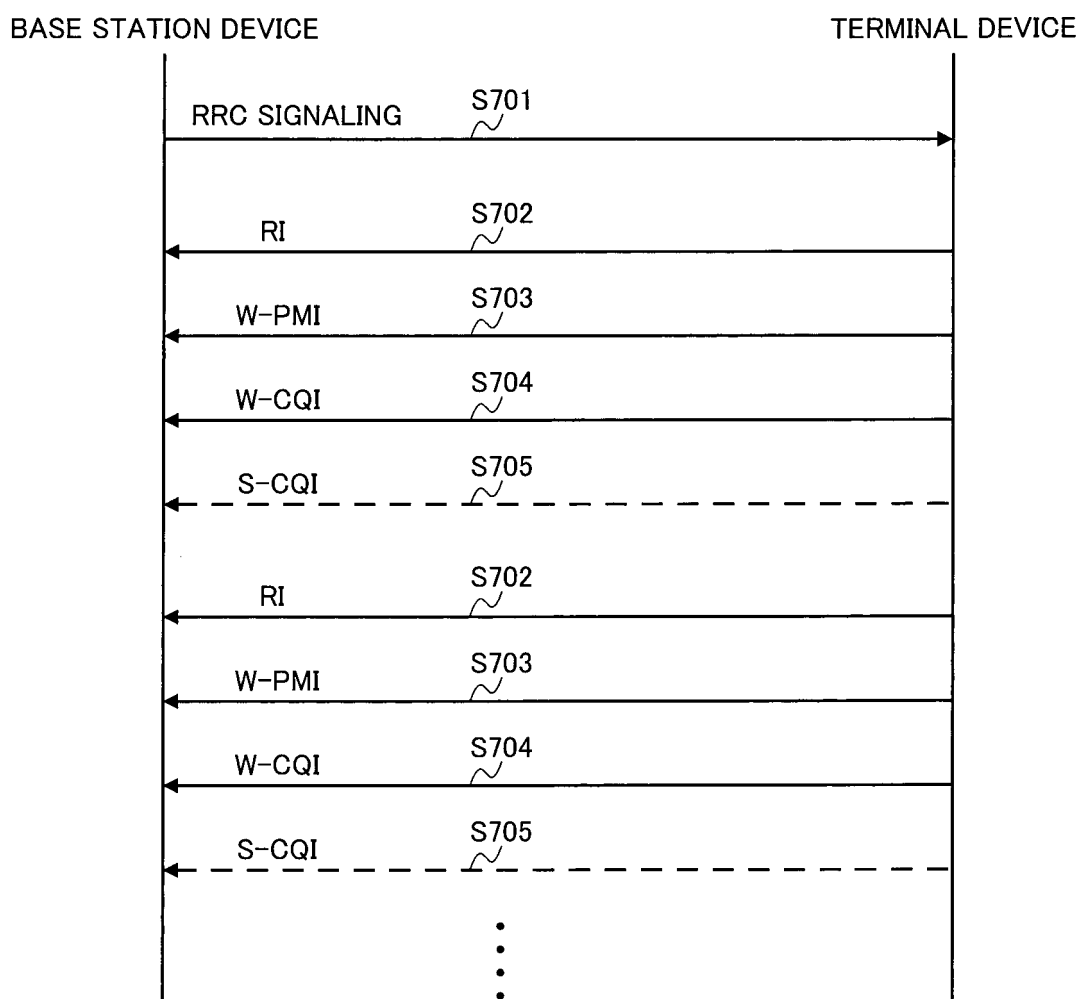 BASE STATION DEVICE
TERMINAL DEVICE
RRC SIGNALING
S701
RI
S702
W-PMI
S703
W-CQI
S704
S-CQI
S705
RI
S702
W-PMI
S703
W-CQI
S704
S-CQI
S705